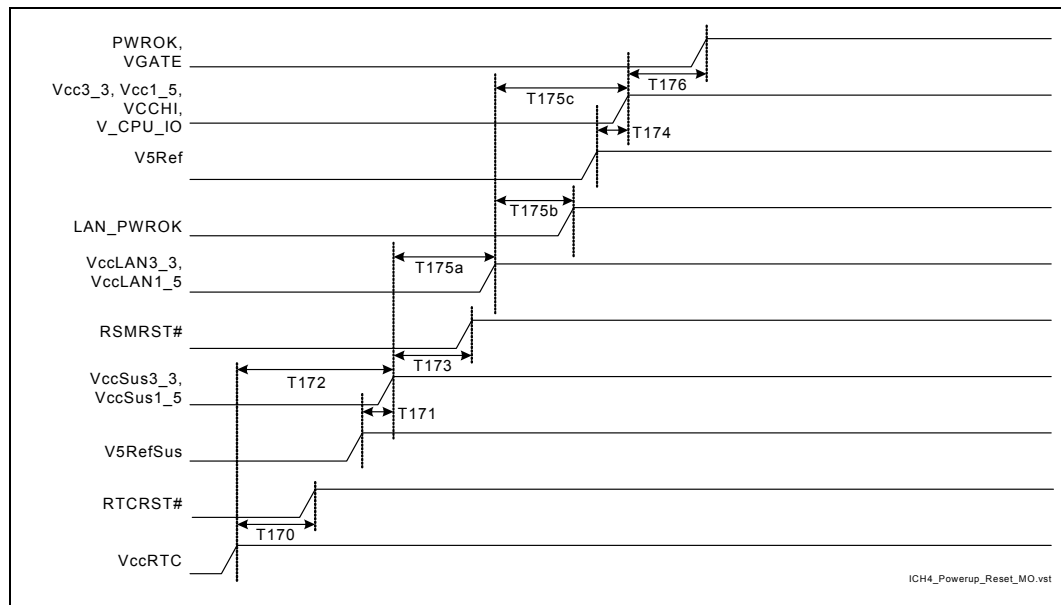 PWROK,
VGATE
T176
Vcc3_3, Vcc1_5,
VCCHI,
V_CPU_IO
T175c
T174
V5Ref
T175b
LAN_PWROK
VccLAN3_3,
VccLAN1_5
T175a
RSMRST#
T173
VccSus3_3,
VccSus1_5
T172
T171
V5RefSus
RTCRST#
T170
VccRTC
ICH4_Powerup_Reset_MO.vst